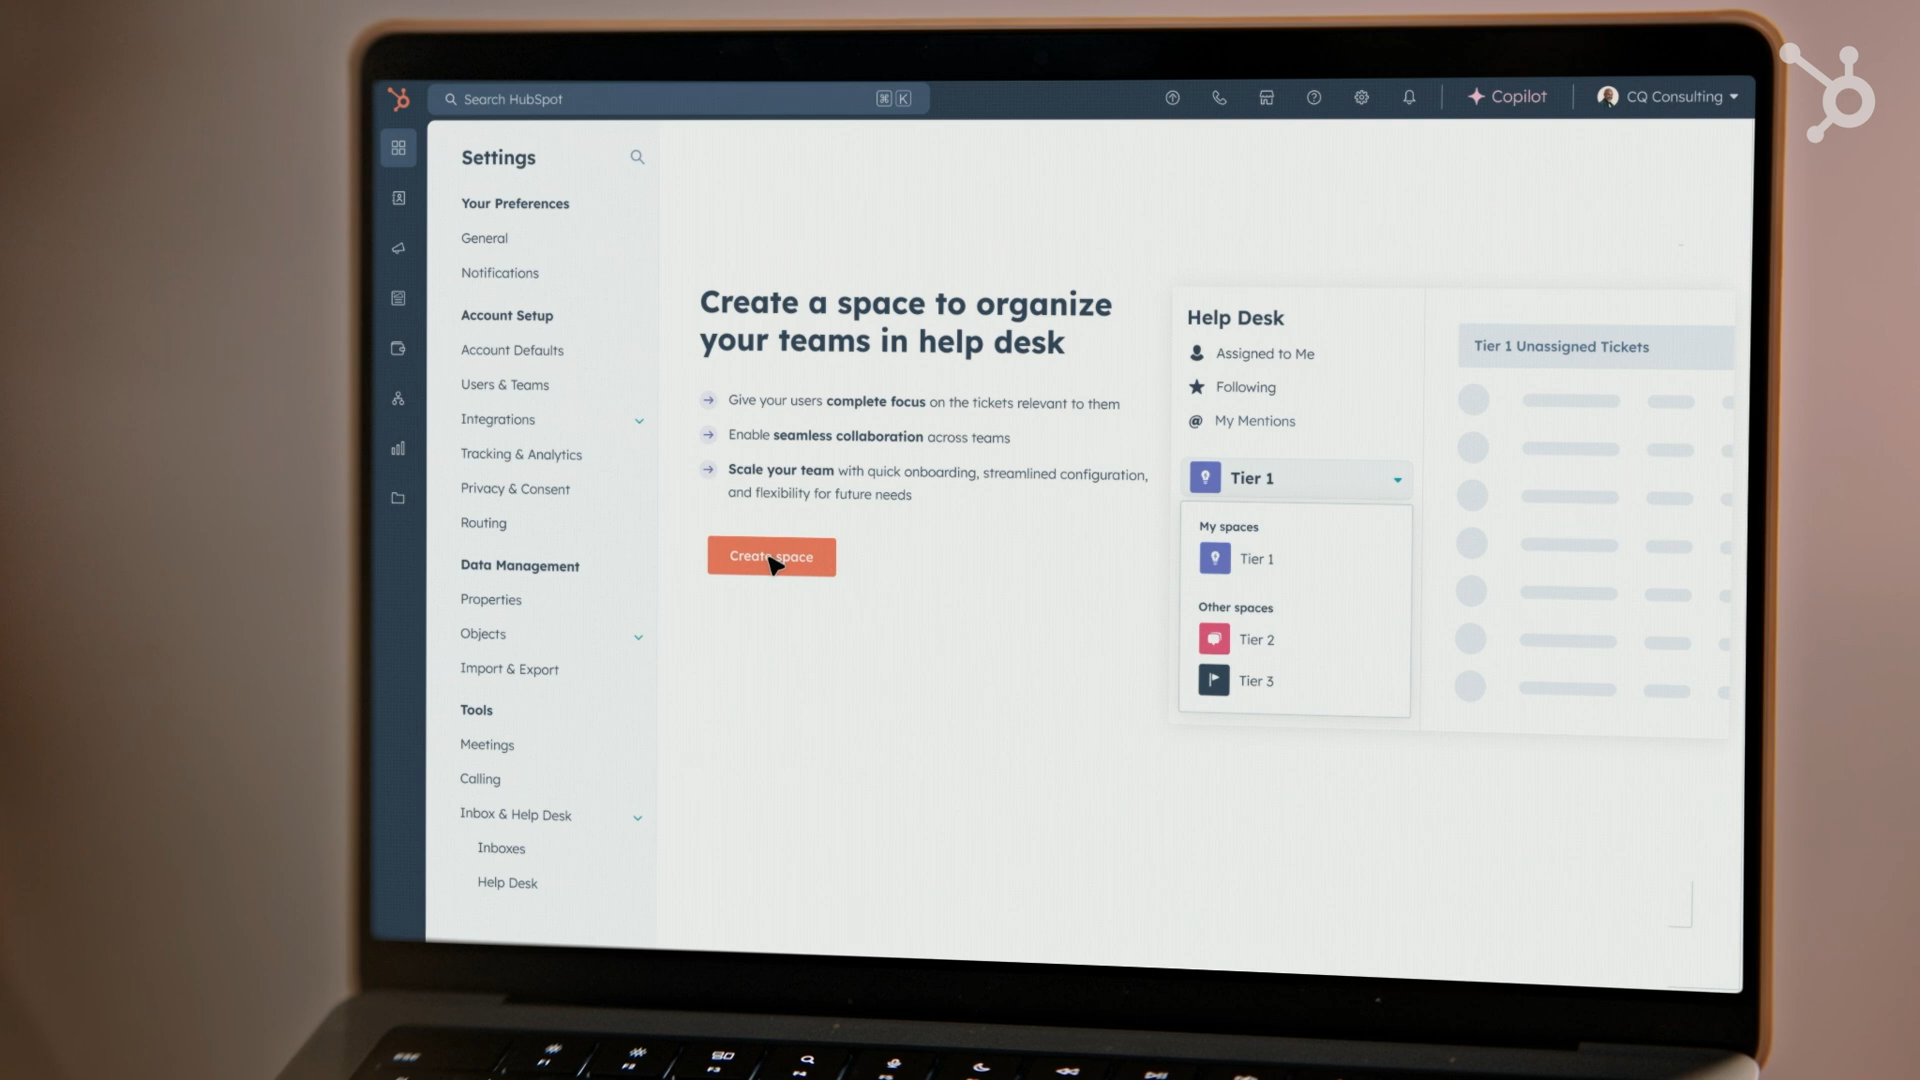 Search HubSpot
⌘ K
Copilot
CQ Consulting
Settings
Your Preferences
General
Notifications
Account Setup
Account Defaults
Users & Teams
Integrations
Tracking & Analytics
Privacy & Consent
Routing
Data Management
Properties
Objects
Import & Export
Tools
Meetings
Calling
Inbox & Help Desk
Inboxes
Help Desk
Create a space to organize
your teams in help desk
Give your users complete focus on the tickets relevant to them
Enable seamless collaboration across teams
Scale your team with quick onboarding, streamlined configuration,
and flexibility for future needs
Create space
Help Desk
Assigned to Me
Following
@ My Mentions
Tier 1
My spaces
Tier 1
Other spaces
Tier 2
Tier 3
Tier 1 Unassigned Tickets
esc
F1
F2
F3
F4